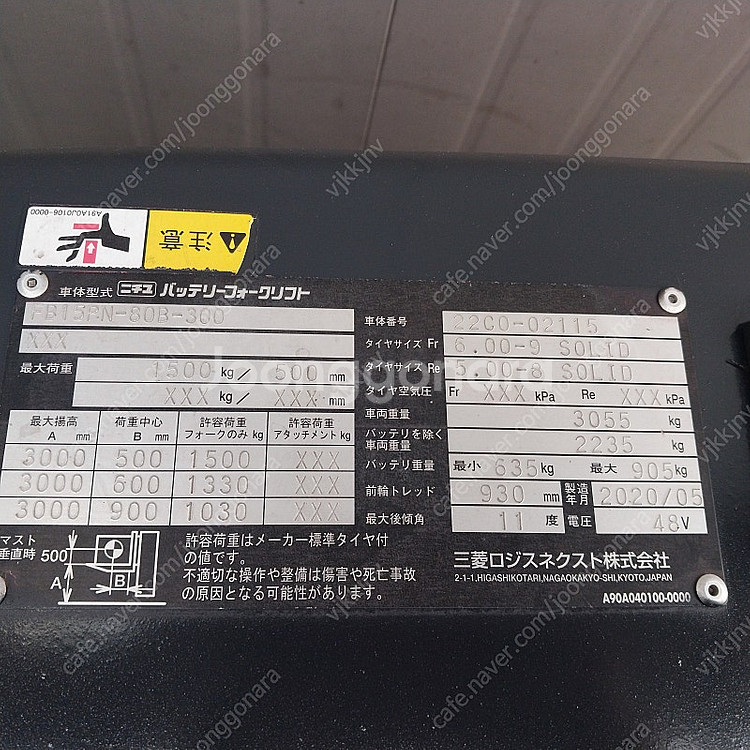 A91A0J0106-0000
注意
車体型式 ニチユ バッテリーフォークリフト
FB15PN-80B-300
XXX
最大荷重 1500 kg / 500 mm
XXX kg / XXX mm
最大揚高 A mm 荷重中心 B mm 許容荷重 フォークのみ kg 許容荷重 アタッチメント kg
3000 500 1500 XXX
3000 600 1330 XXX
3000 900 1030 XXX
マスト垂直時 500 A B
許容荷重はメーカー標準タイヤ付
の値です。
不適切な操作や整備は傷害や死亡事故
の原因となる可能性があります。
車体番号 22C0-02115
タイヤサイズ Fr 6.00-9 SOLID
タイヤサイズ Re .00-8 SOLID
タイヤ空気圧 Fr XXX kPa Re XXX kPa
車両重量 3055 kg
バッテリを除く車両重量 2235 kg
バッテリ重量 最小 635 kg 最大 905 kg
前輪トレッド 930 mm 製造年月 2020/05
最大後傾角 11 度 電圧 48 V
三菱ロジスネクスト株式会社
2-1-1.HIGASHIKOTARI,NAGAOKAKYO-SHI,KYOTO,JAPAN
A90A040100-0000
Joonggonara
cafe.naver.com/joonggonara
vjkkjnv